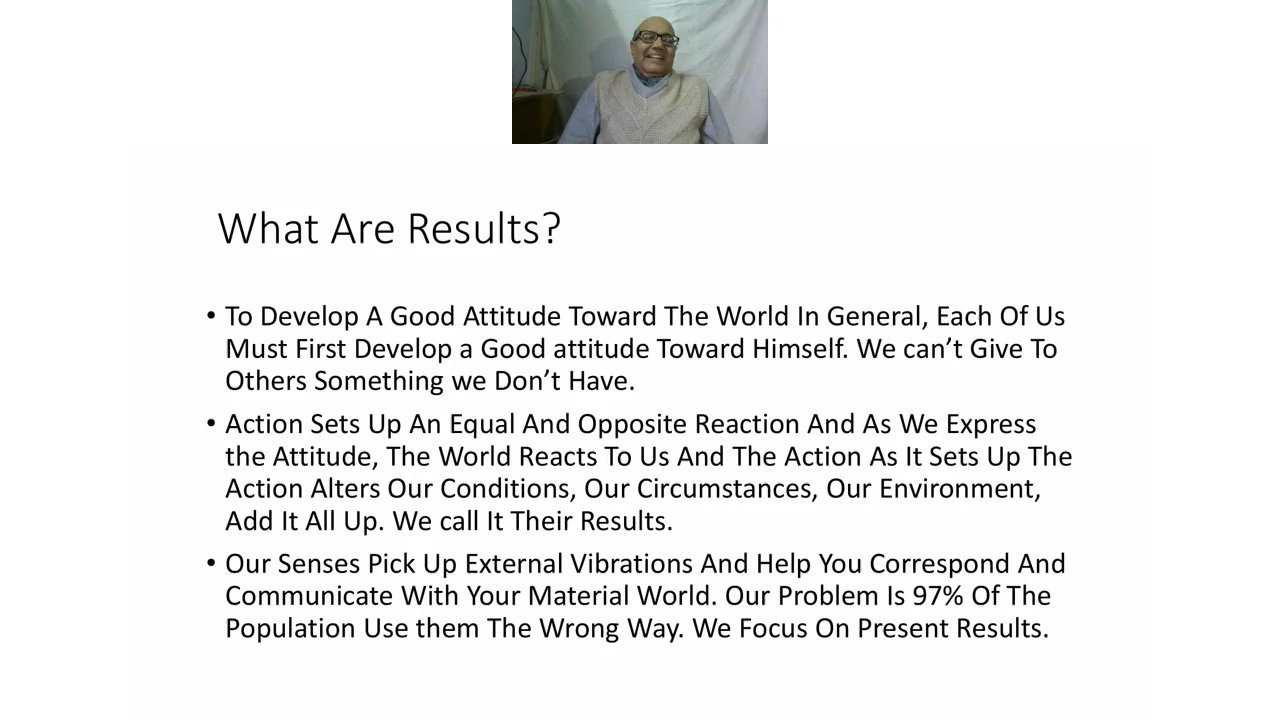 What Are Results?
• To Develop A Good Attitude Toward The World In General, Each Of Us
Must First Develop a Good attitude Toward Himself. We can’t Give To
Others Something we Don’t Have.
• Action Sets Up An Equal And Opposite Reaction And As We Express
the Attitude, The World Reacts To Us And The Action As It Sets Up The
Action Alters Our Conditions, Our Circumstances, Our Environment,
Add It All Up. We call It Their Results.
• Our Senses Pick Up External Vibrations And Help You Correspond And
Communicate With Your Material World. Our Problem Is 97% Of The
Population Use them The Wrong Way. We Focus On Present Results.